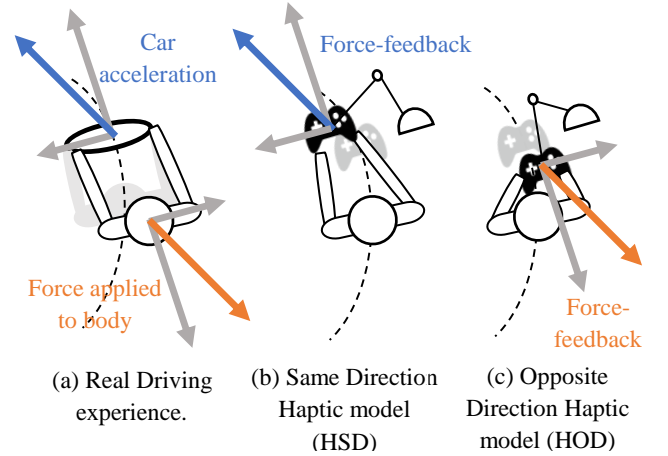 Car
acceleration
Force-feedback
Force applied
to body
Force-
feedback
(a) Real Driving
experience.
(b) Same Direction
Haptic model
(HSD)
(c) Opposite
Direction Haptic
model (HOD)